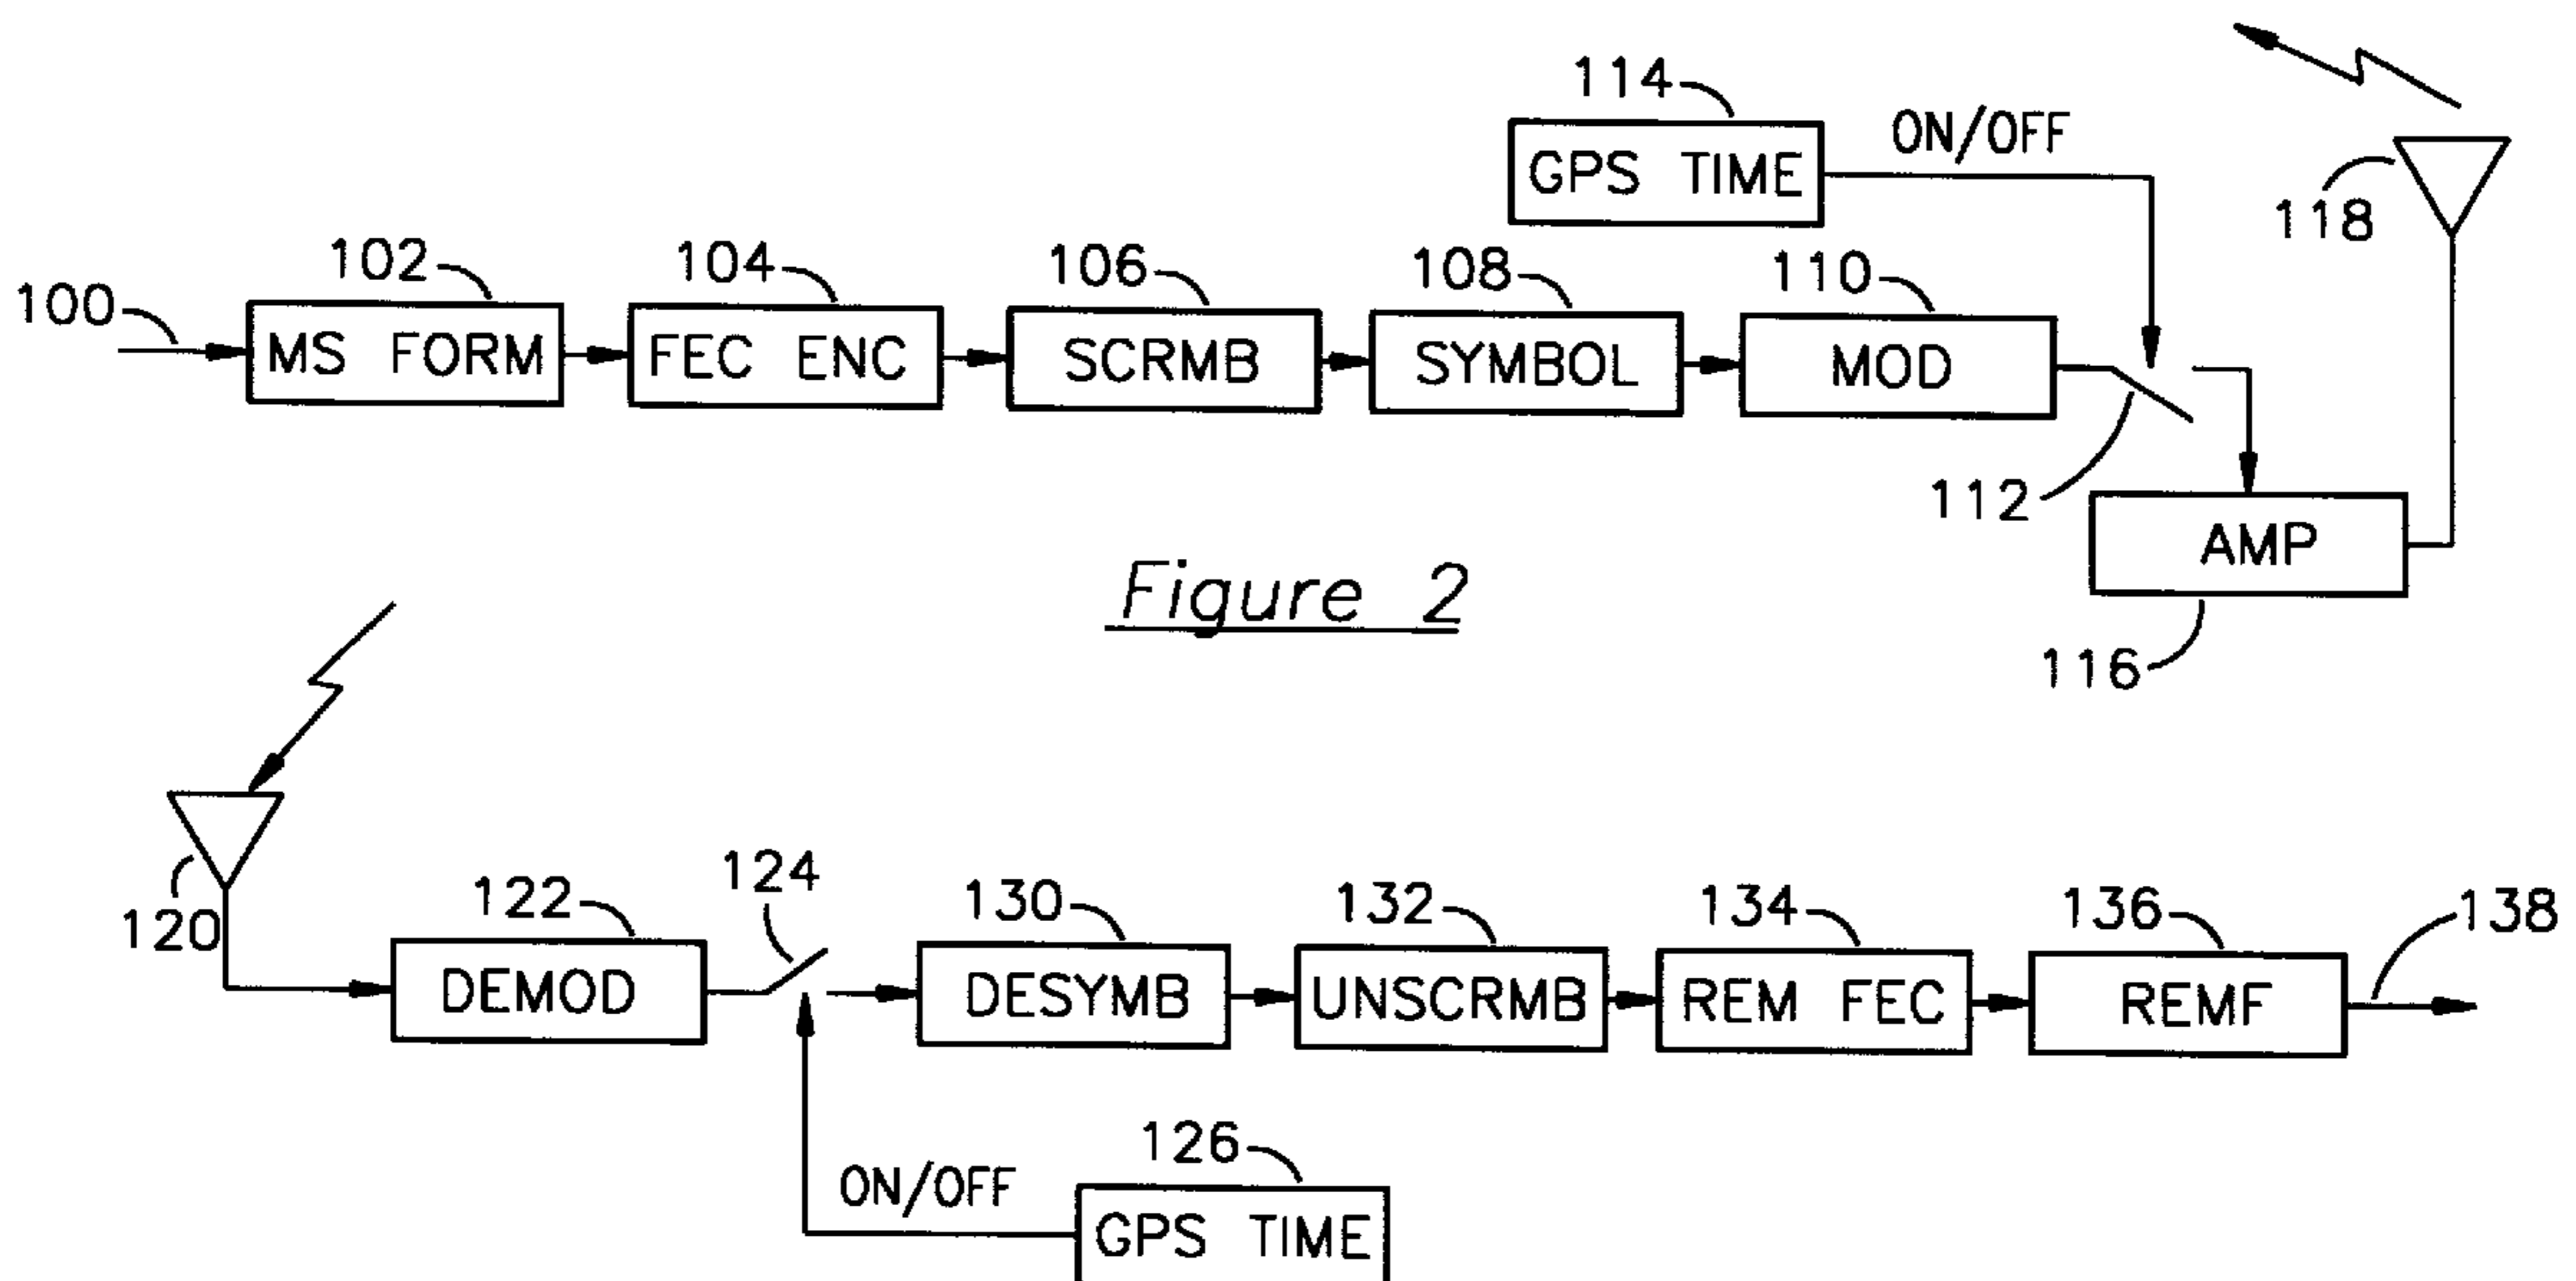 114
ON/OFF
GPS TIME
118
102
104
106
108
110
100
MS FORM
FEC ENC
SCRMB
SYMBOL
MOD
112
AMP
Figure 2
116
120
122
124
130
132
134
136
138
DEMOD
DESYMB
UNSCRMB
REM FEC
REMF
126
ON/OFF
GPS TIME